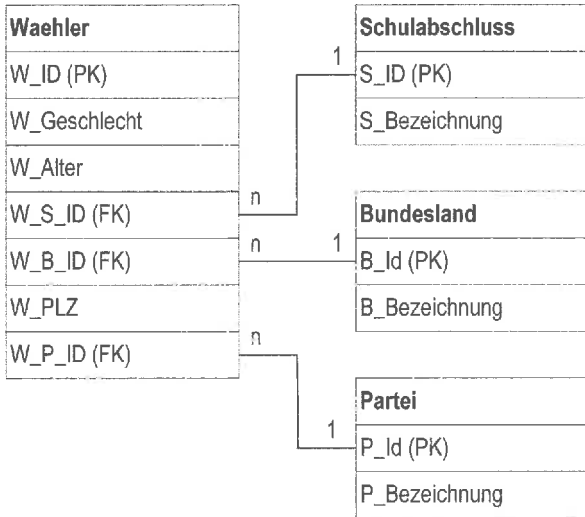 Waehler
W_ID (PK)
W_Geschlecht
W_Alter
W_S_ID (FK)
W_B_ID (FK)
W_PLZ
W_P_ID (FK)
n
n
n
1
1
1
Schulabschluss
S_ID (PK)
S_Bezeichnung
Bundesland
B_Id (PK)
B_Bezeichnung
Partei
P_Id (PK)
P_Bezeichnung